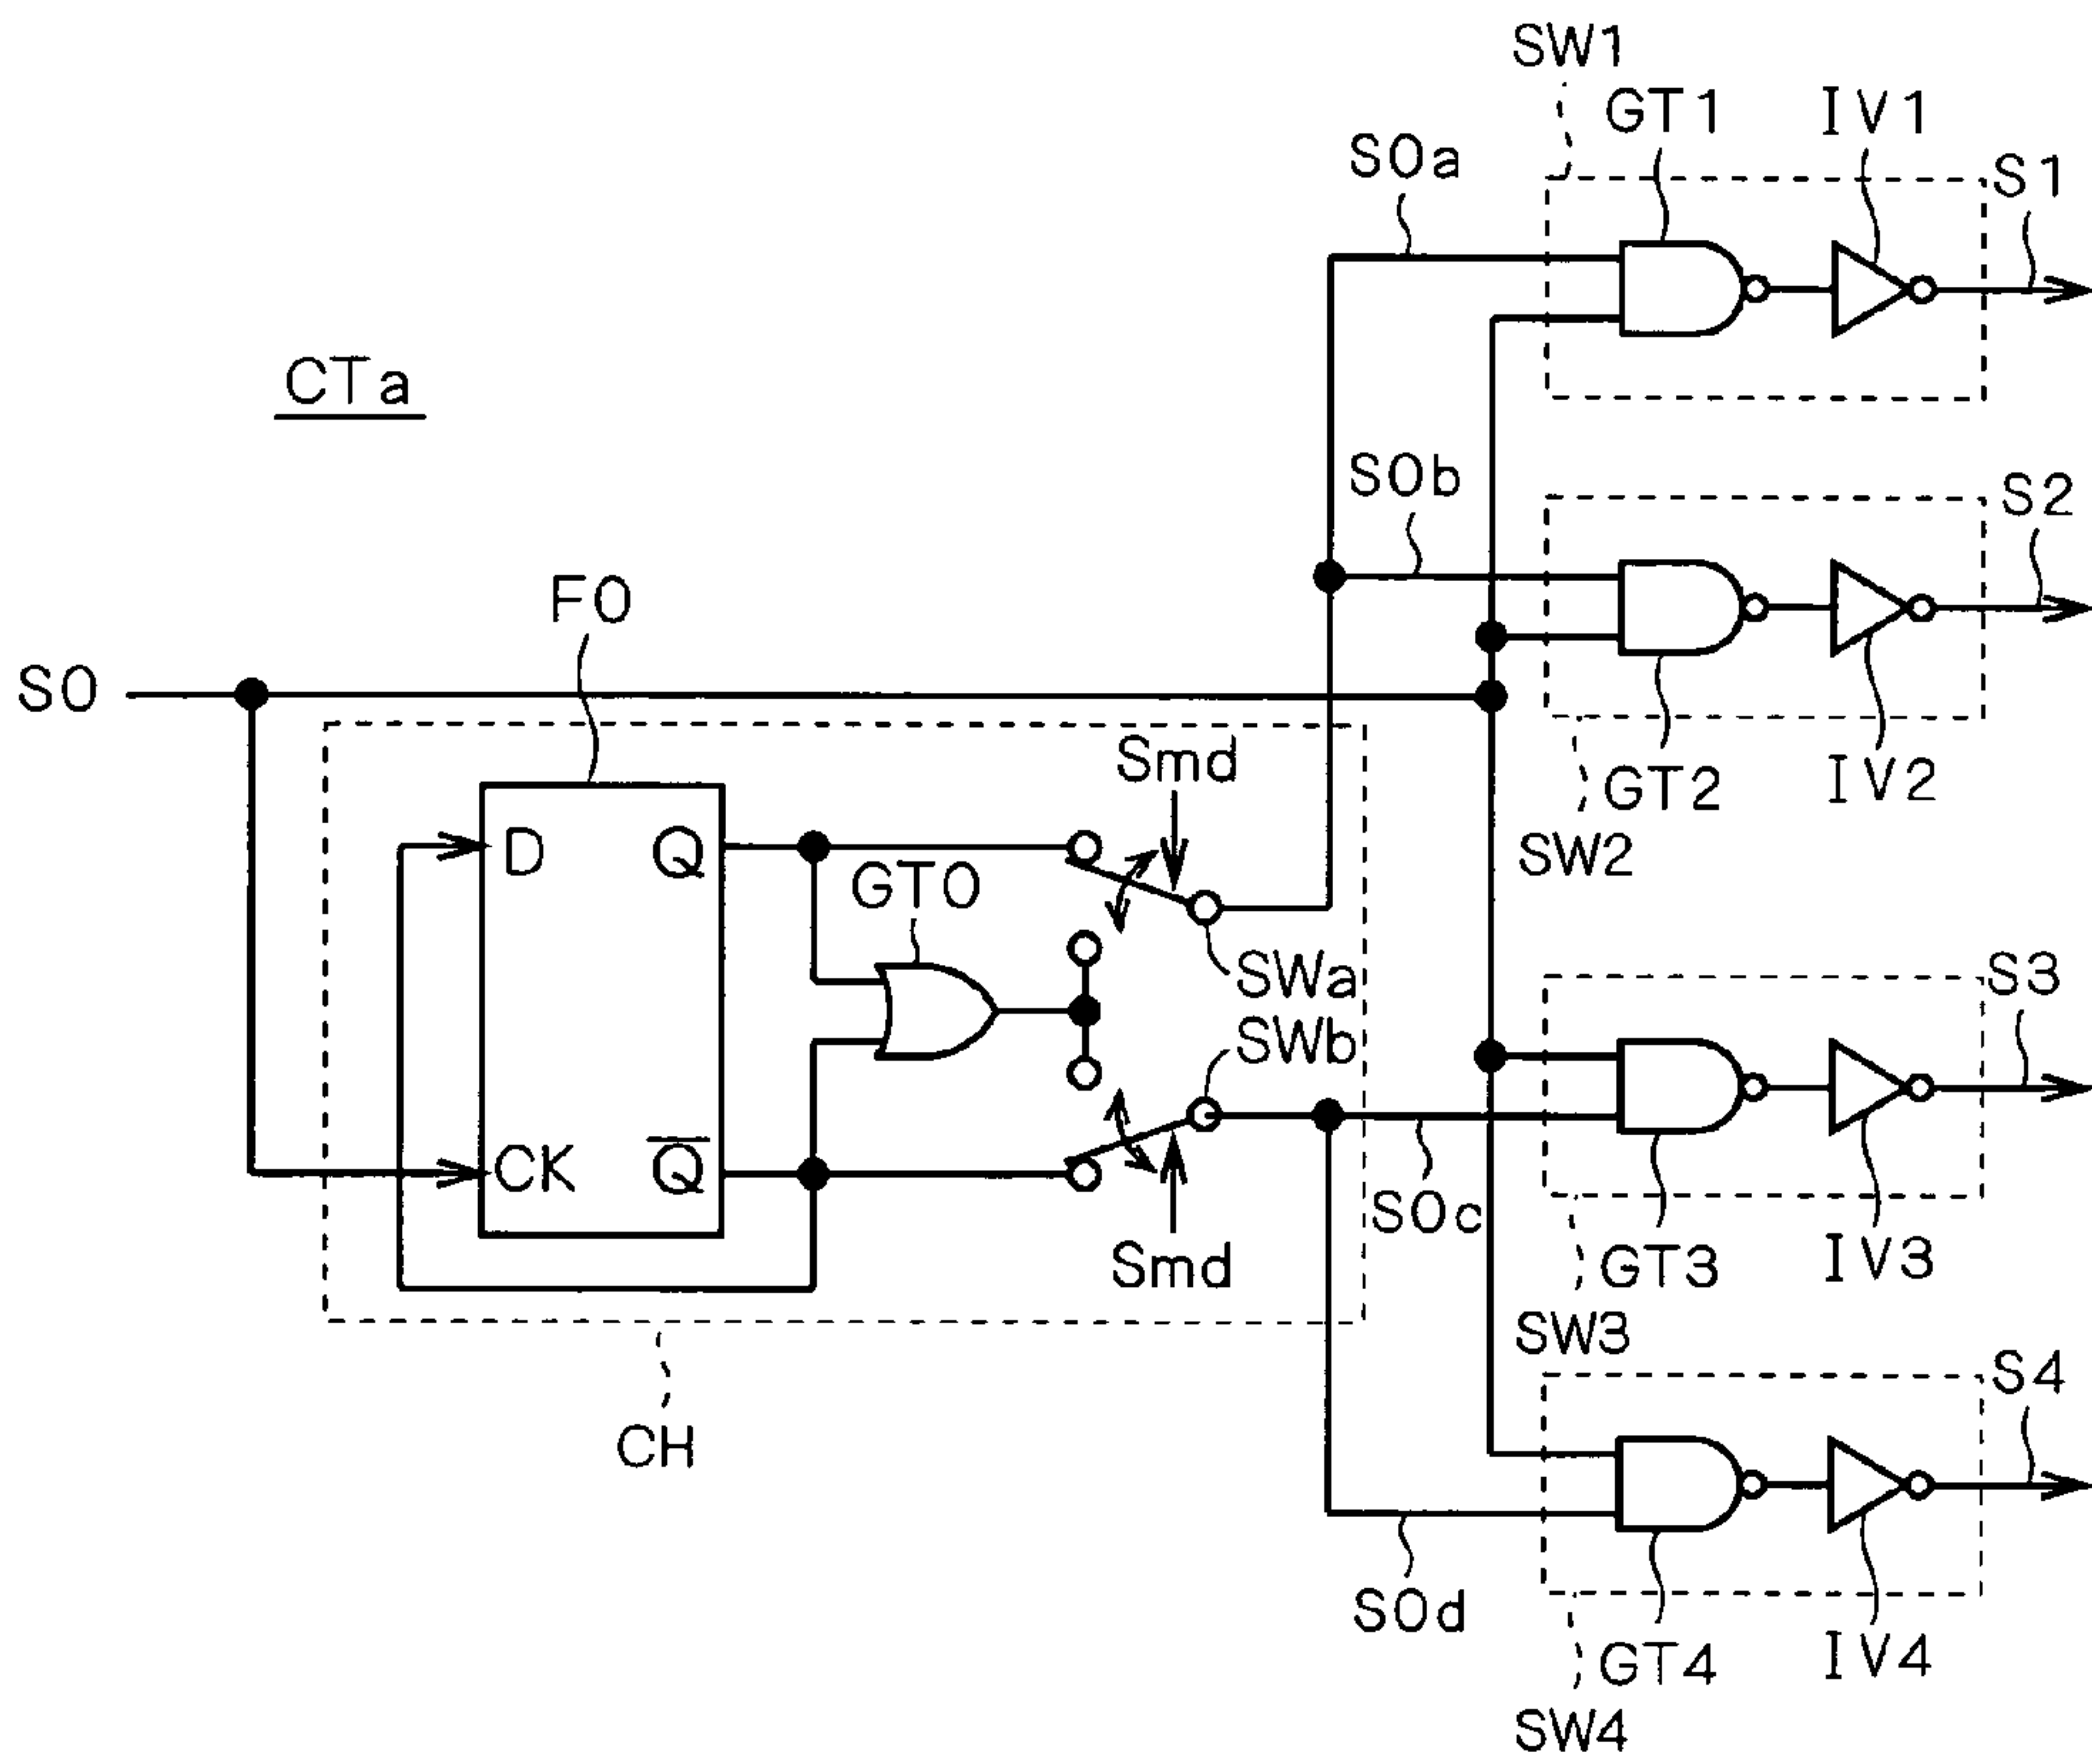 SW1
GT1
IV1
S0a
S1
CTa
S0b
S2
F0
S0
Smd
GT2
IV2
D
Q
GT0
SW2
SWa
S3
SWb
CK
Q̅
S0c
Smd
GT3
IV3
SW3
S4
CH
S0d
GT4
IV4
SW4